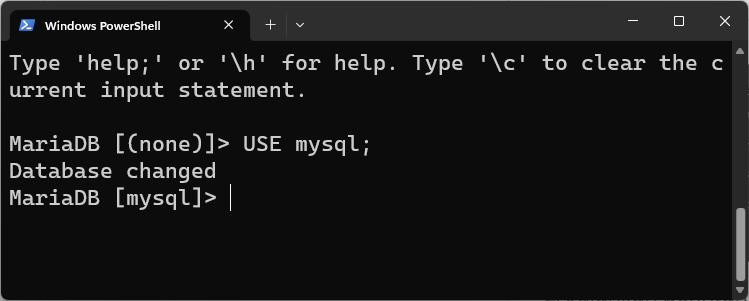 Windows PowerShell
Type 'help;' or '\h' for help. Type '\c' to clear the c
urrent input statement.
MariaDB [(none)]> USE mysql;
Database changed
MariaDB [mysql]>